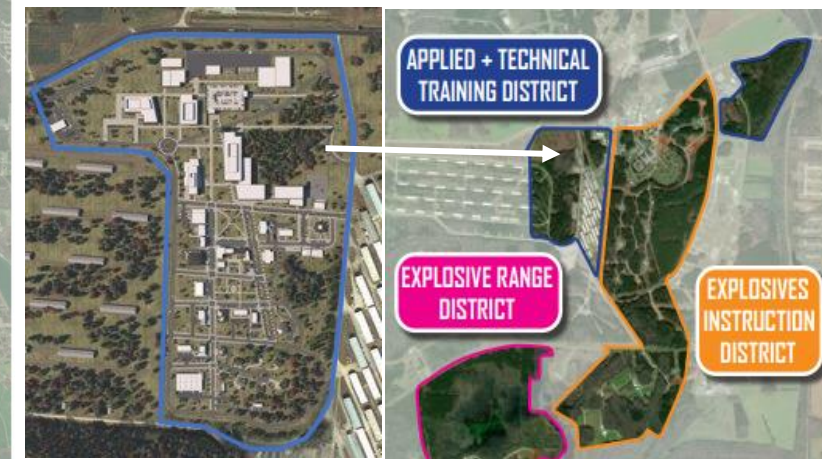 APPLIED + TECHNICAL
TRAINING DISTRICT
EXPLOSIVE RANGE
DISTRICT
EXPLOSIVES
INSTRUCTION
DISTRICT